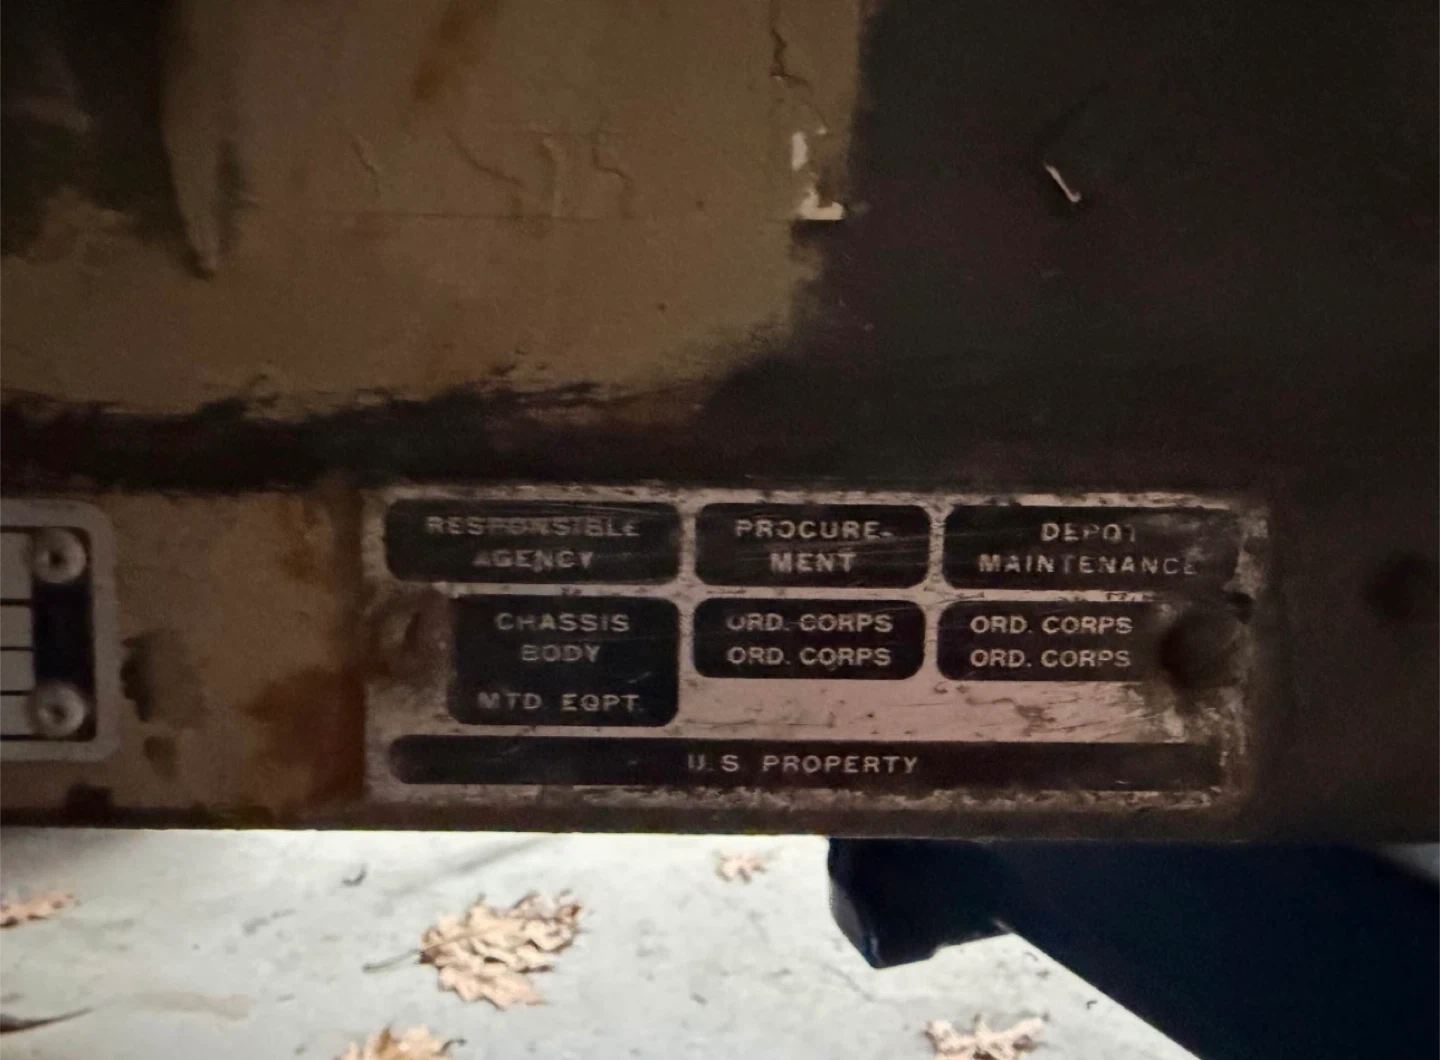 RESPONSIBLE AGENCY
PROCURE-
MENT
DEPOT
MAINTENANCE
CHASSIS
BODY
MTD EQPT.
ORD. CORPS
ORD. CORPS
ORD. CORPS
ORD. CORPS
U.S. PROPERTY